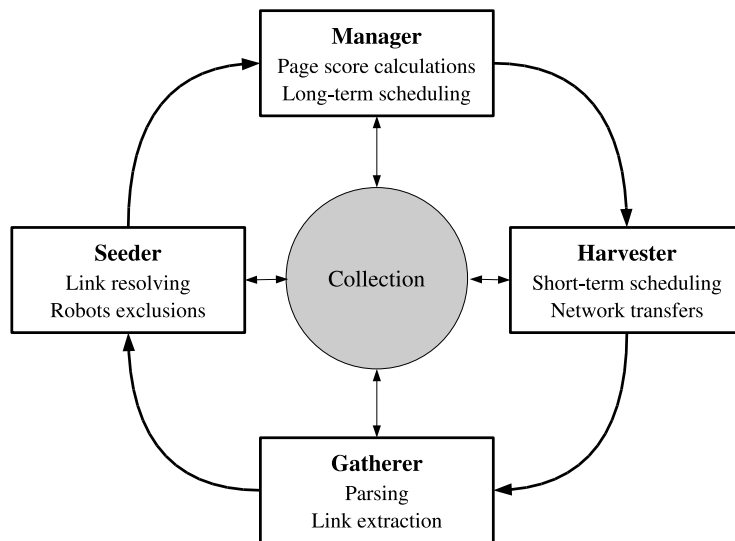 Manager
Page score calculations
Long-term scheduling
Seeder
Link resolving
Robots exclusions
Collection
Harvester
Short-term scheduling
Network transfers
Gatherer
Parsing
Link extraction